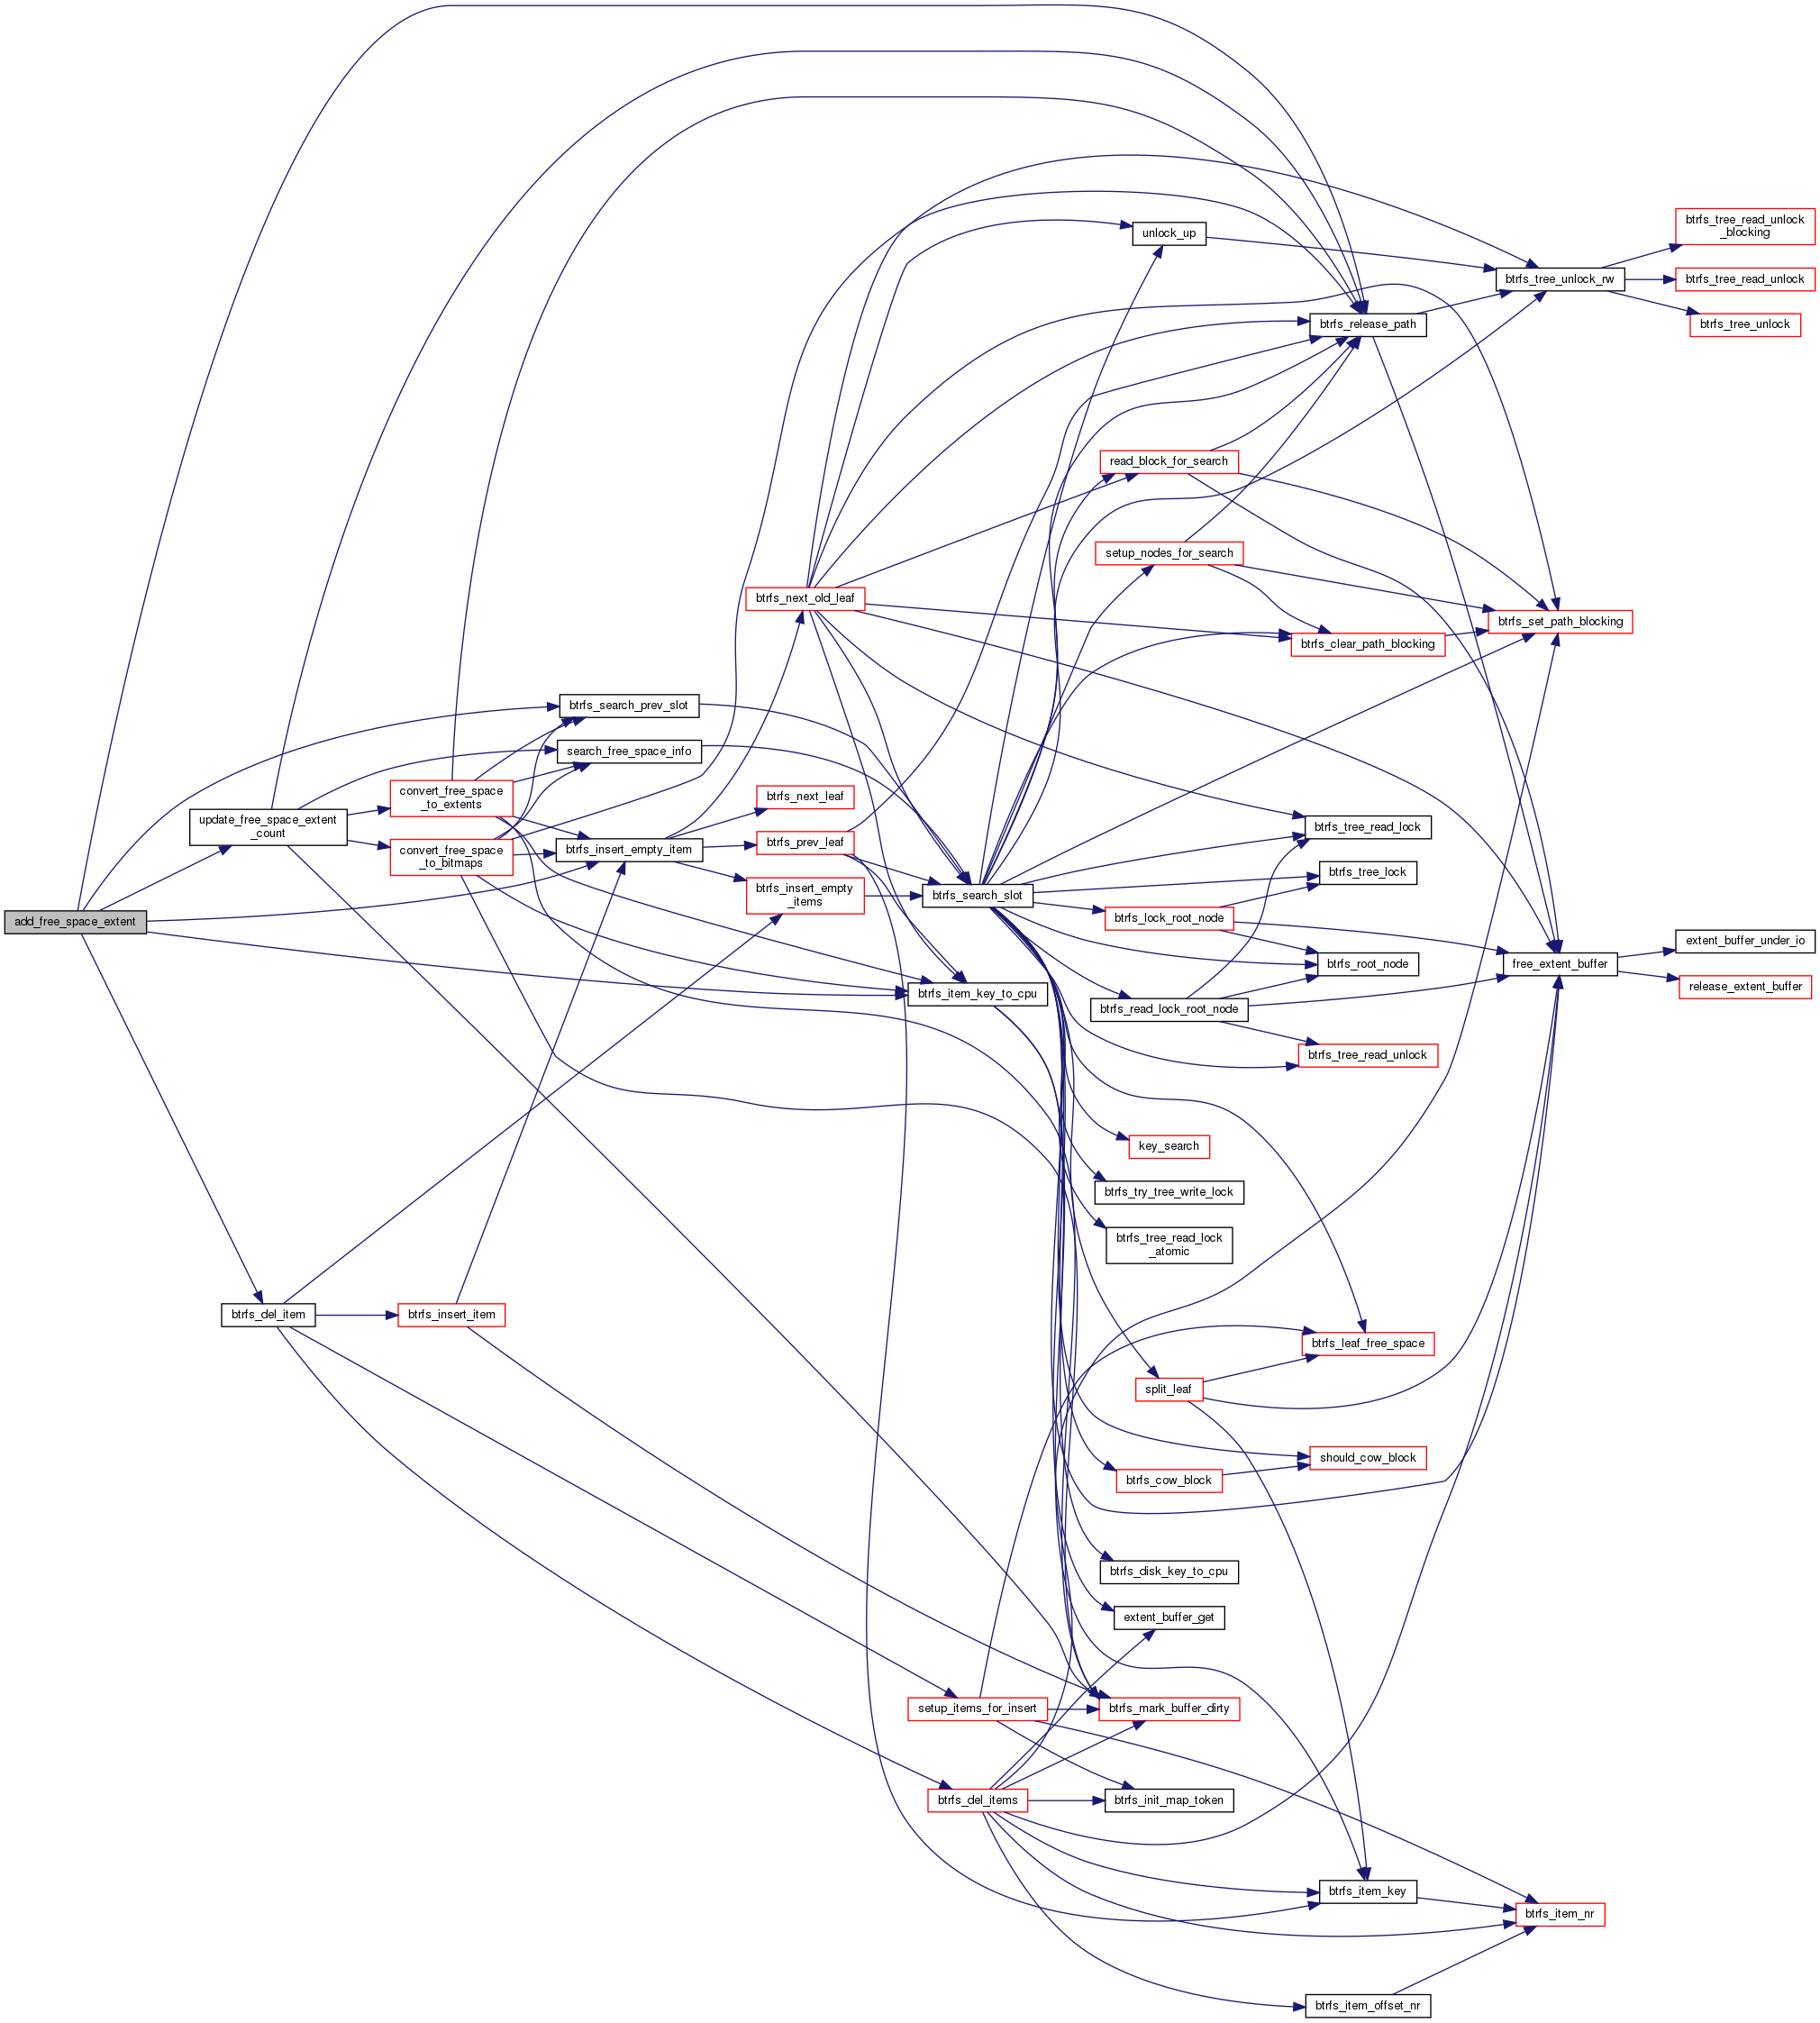 btrfs_tree_read_unlock
_blocking
unlock_up
btrfs_tree_unlock_rw
btrfs_tree_read_unlock
btrfs_release_path
btrfs_tree_unlock
read_block_for_search
setup_nodes_for_search
btrfs_next_old_leaf
btrfs_set_path_blocking
btrfs_clear_path_blocking
btrfs_search_prev_slot
search_free_space_info
convert_free_space
_to_extents
btrfs_next_leaf
update_free_space_extent
_count
btrfs_tree_read_lock
convert_free_space
_to_bitmaps
btrfs_insert_empty_item
btrfs_prev_leaf
btrfs_tree_lock
btrfs_insert_empty
_items
btrfs_search_slot
add_free_space_extent
btrfs_lock_root_node
extent_buffer_under_io
btrfs_root_node
free_extent_buffer
btrfs_item_key_to_cpu
release_extent_buffer
btrfs_read_lock_root_node
btrfs_tree_read_unlock
key_search
btrfs_try_tree_write_lock
btrfs_tree_read_lock
_atomic
btrfs_del_item
btrfs_insert_item
btrfs_leaf_free_space
split_leaf
should_cow_block
btrfs_cow_block
btrfs_disk_key_to_cpu
extent_buffer_get
setup_items_for_insert
btrfs_mark_buffer_dirty
btrfs_del_items
btrfs_init_map_token
btrfs_item_key
btrfs_item_nr
btrfs_item_offset_nr